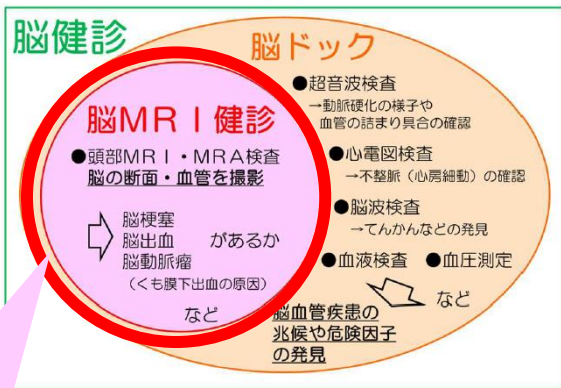 脳健診
脳ドック
●超音波検査
→動脈硬化の様子や
血管の詰まり具合の確認
●心電図検査
→不整脈（心房細動）の確認
●脳波検査
→てんかんなどの発見
●血液検査 ●血圧測定
など
脳血管疾患の
兆候や危険因子
の発見
脳MRI健診
●頭部MRI・MRA検査
脳の断面・血管を撮影
脳梗塞
脳出血 があるか
脳動脈瘤
（くも膜下出血の原因）
など